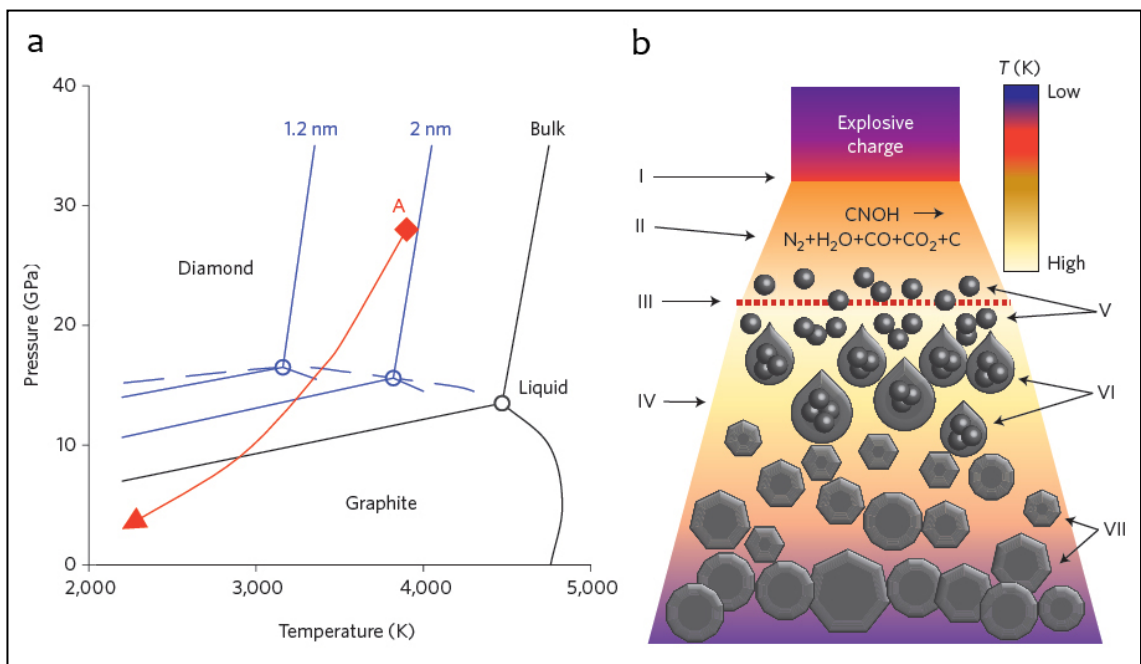 a
40
30
20
10
0
Pressure (GPa)
2,000
3,000
4,000
5,000
Temperature (K)
1.2 nm
2 nm
Bulk
A
Diamond
Liquid
Graphite
b
T (K)
Low
High
Explosive
charge
CNOH
N₂+H₂O+CO+CO₂+C
I
II
III
IV
V
VI
VII